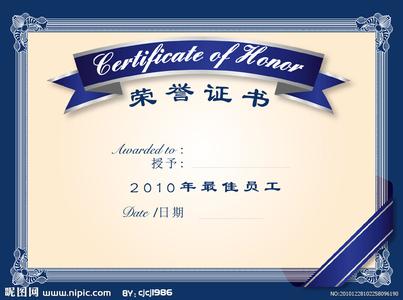 Certificate of Honor
荣誉证书
Awarded to :
授予:
2010年最佳员工
Date /日期
昵图网 www.nipic.com BY: cjcj1986 NO:20101228102258096190